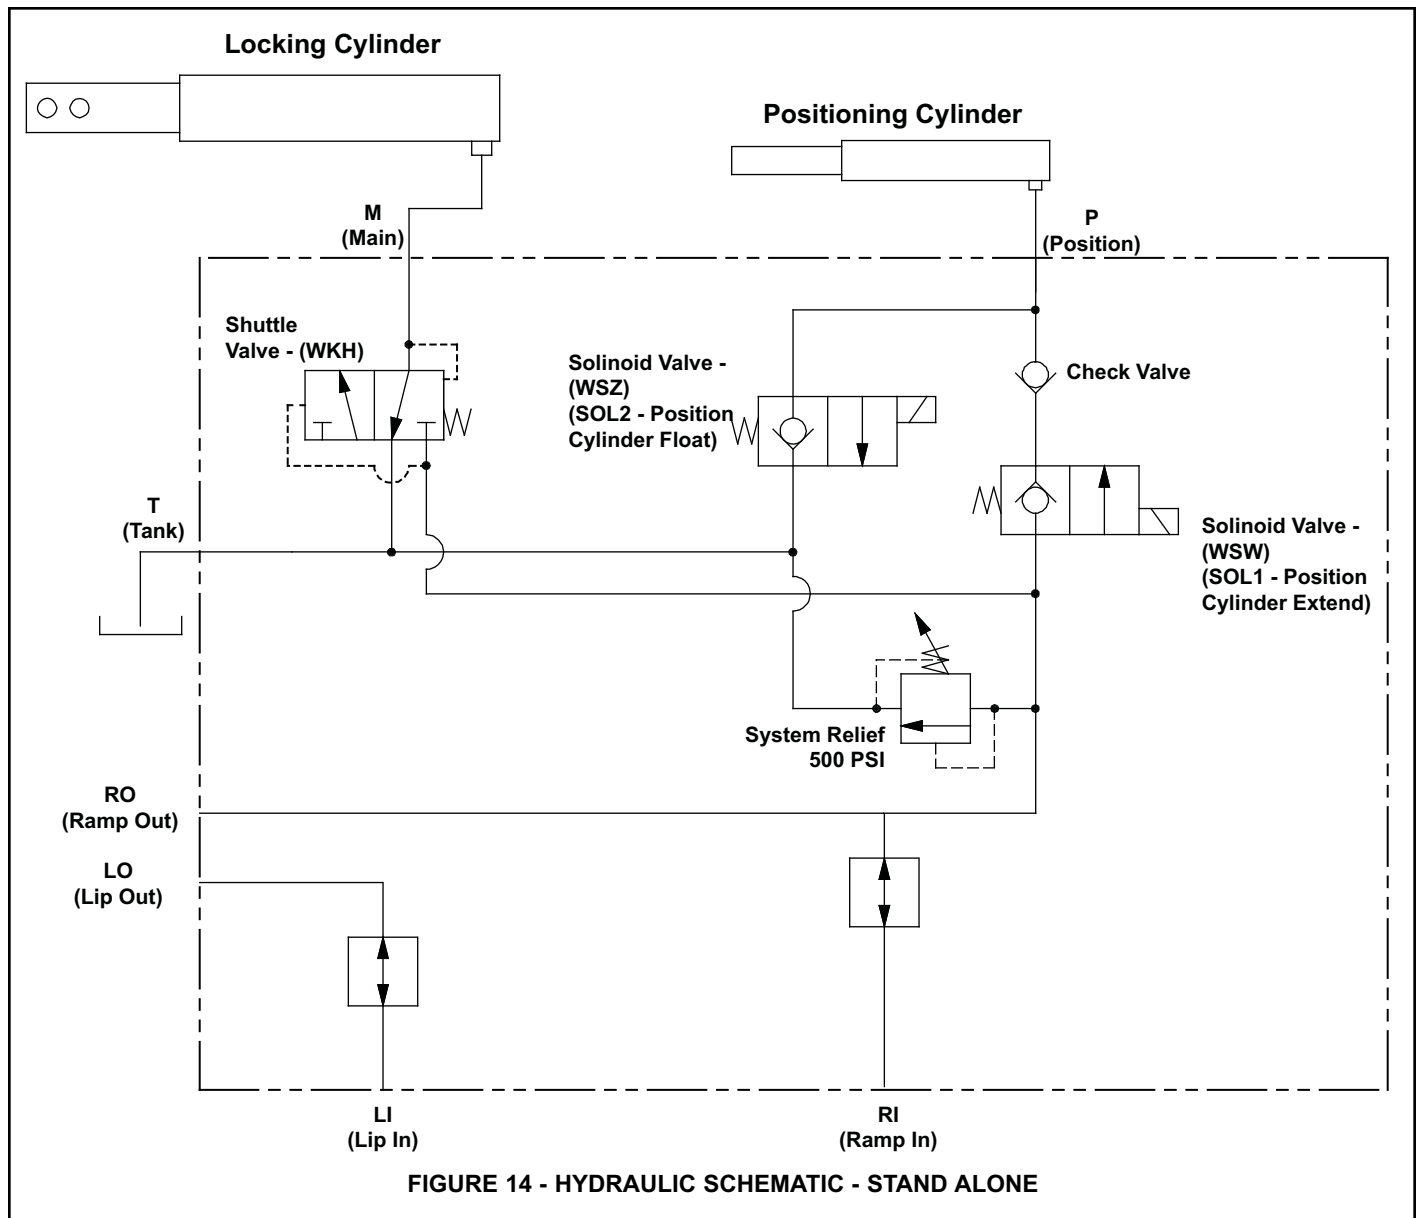 Locking Cylinder
Positioning Cylinder
M
(Main)
P
(Position)
Shuttle
Valve - (WKH)
Solinoid Valve -
(WSZ)
(SOL2 - Position
Cylinder Float)
Check Valve
T
(Tank)
Solinoid Valve -
(WSW)
(SOL1 - Position
Cylinder Extend)
System Relief
500 PSI
RO
(Ramp Out)
LO
(Lip Out)
LI
(Lip In)
RI
(Ramp In)
FIGURE 14 - HYDRAULIC SCHEMATIC - STAND ALONE